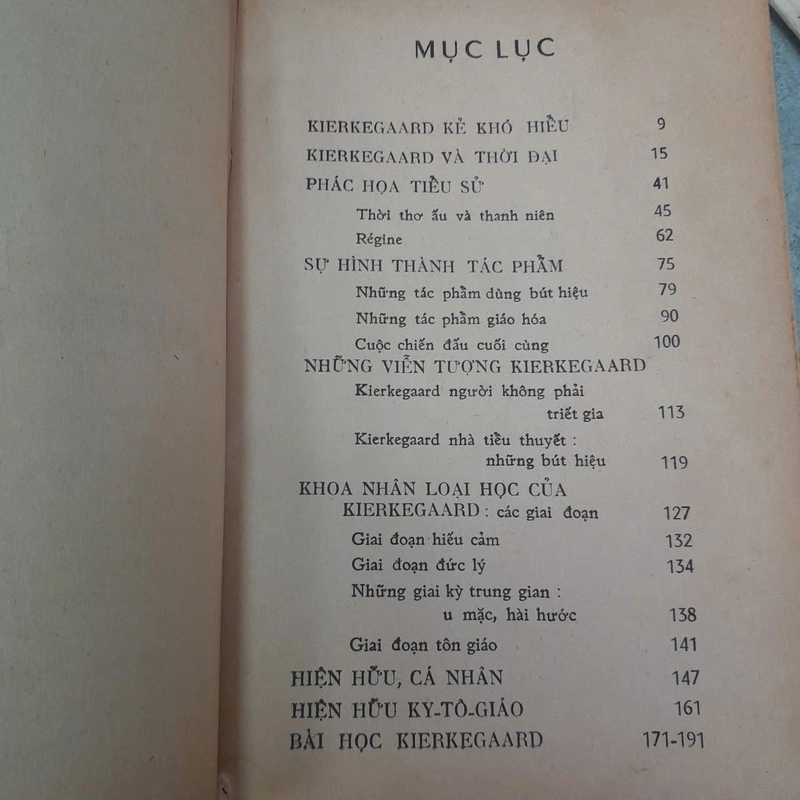 MỤC LỤC
KIERKEGAARD KẺ KHÓ HIỀU 9
KIERKEGAARD VÀ THỜI ĐẠI 15
PHÁC HỌA TIỀU SỬ 41
Thời thơ ấu và thanh niên 45
Régine 62
SỰ HÌNH THÀNH TÁC PHẦM 75
Những tác phầm dùng bút hiệu 79
Những tác phầm giáo hóa 90
Cuộc chiến đấu cuối cùng 100
NHỮNG VIỄN TƯỢNG KIERKEGAARD
Kierkegaard người không phải
triết gia 113
Kierkegaard nhà tiều thuyết :
những bút hiệu 119
KHOA NHÂN LOẠI HỌC CỦA
KIERKEGAARD : các giai đoạn 127
Giai đoạn hiếu cảm 132
Giai đoạn đức lý 134
Những giai kỳ trung gian :
u mặc, hài hước 138
Giai đoạn tôn giáo 141
HIỆN HỮU, CÁ NHÂN 147
HIỆN HỮU KY-TÔ-GIÁO 161
BÀI HỌC KIERKEGAARD 171-191